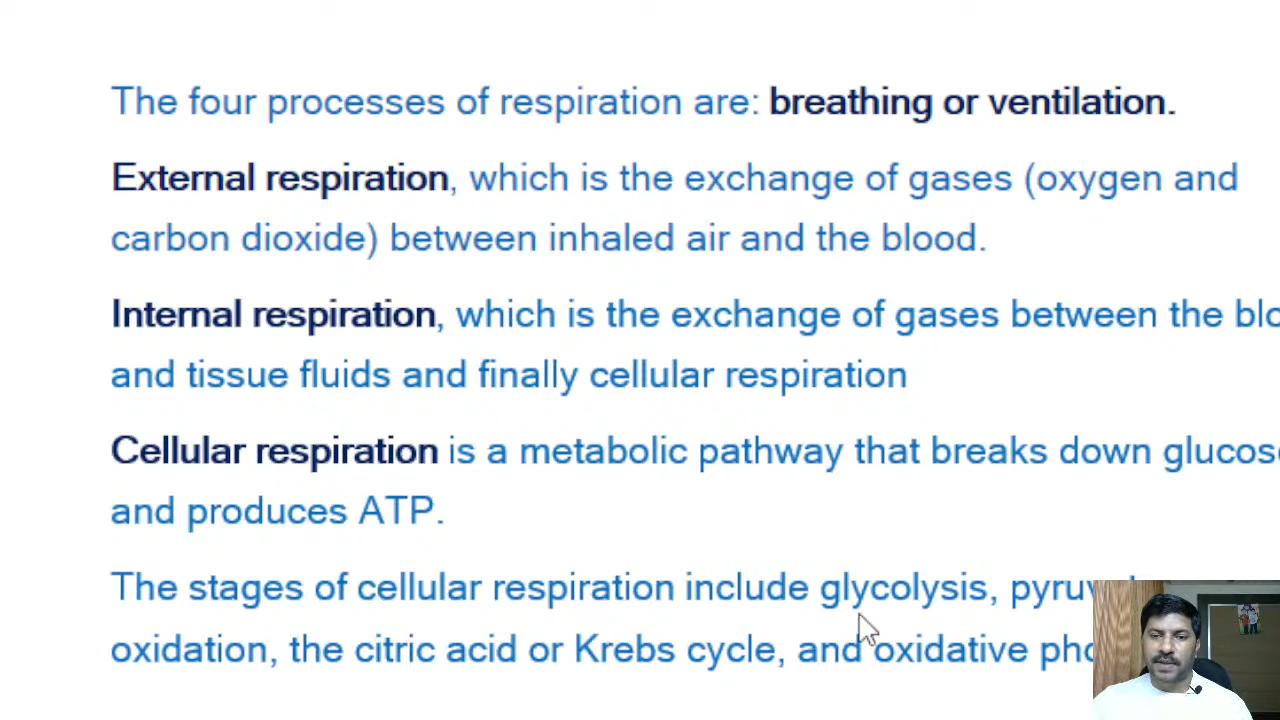 The four processes of respiration are: breathing or ventilation.
External respiration, which is the exchange of gases (oxygen and
carbon dioxide) between inhaled air and the blood.
Internal respiration, which is the exchange of gases between the
and tissue fluids and finally cellular respiration
Cellular respiration is a metabolic pathway that breaks down glucose
and produces ATP.
The stages of cellular respiration include glycolysis,
oxidation, the citric acid or Krebs cycle, and oxidative